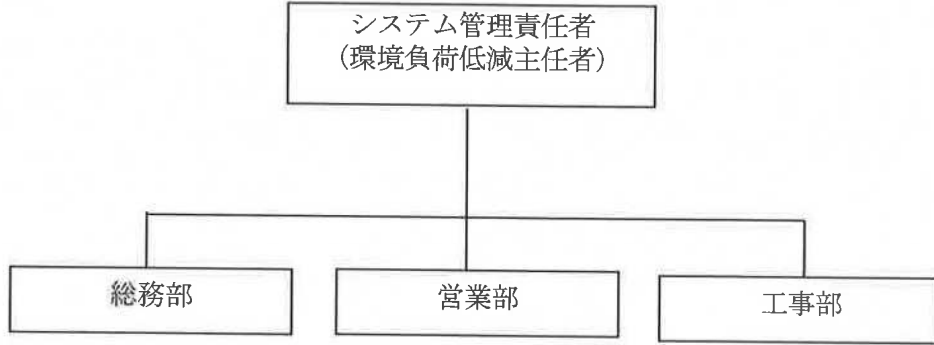 システム管理責任者
(環境負荷低減主任者)
総務部
営業部
工事部